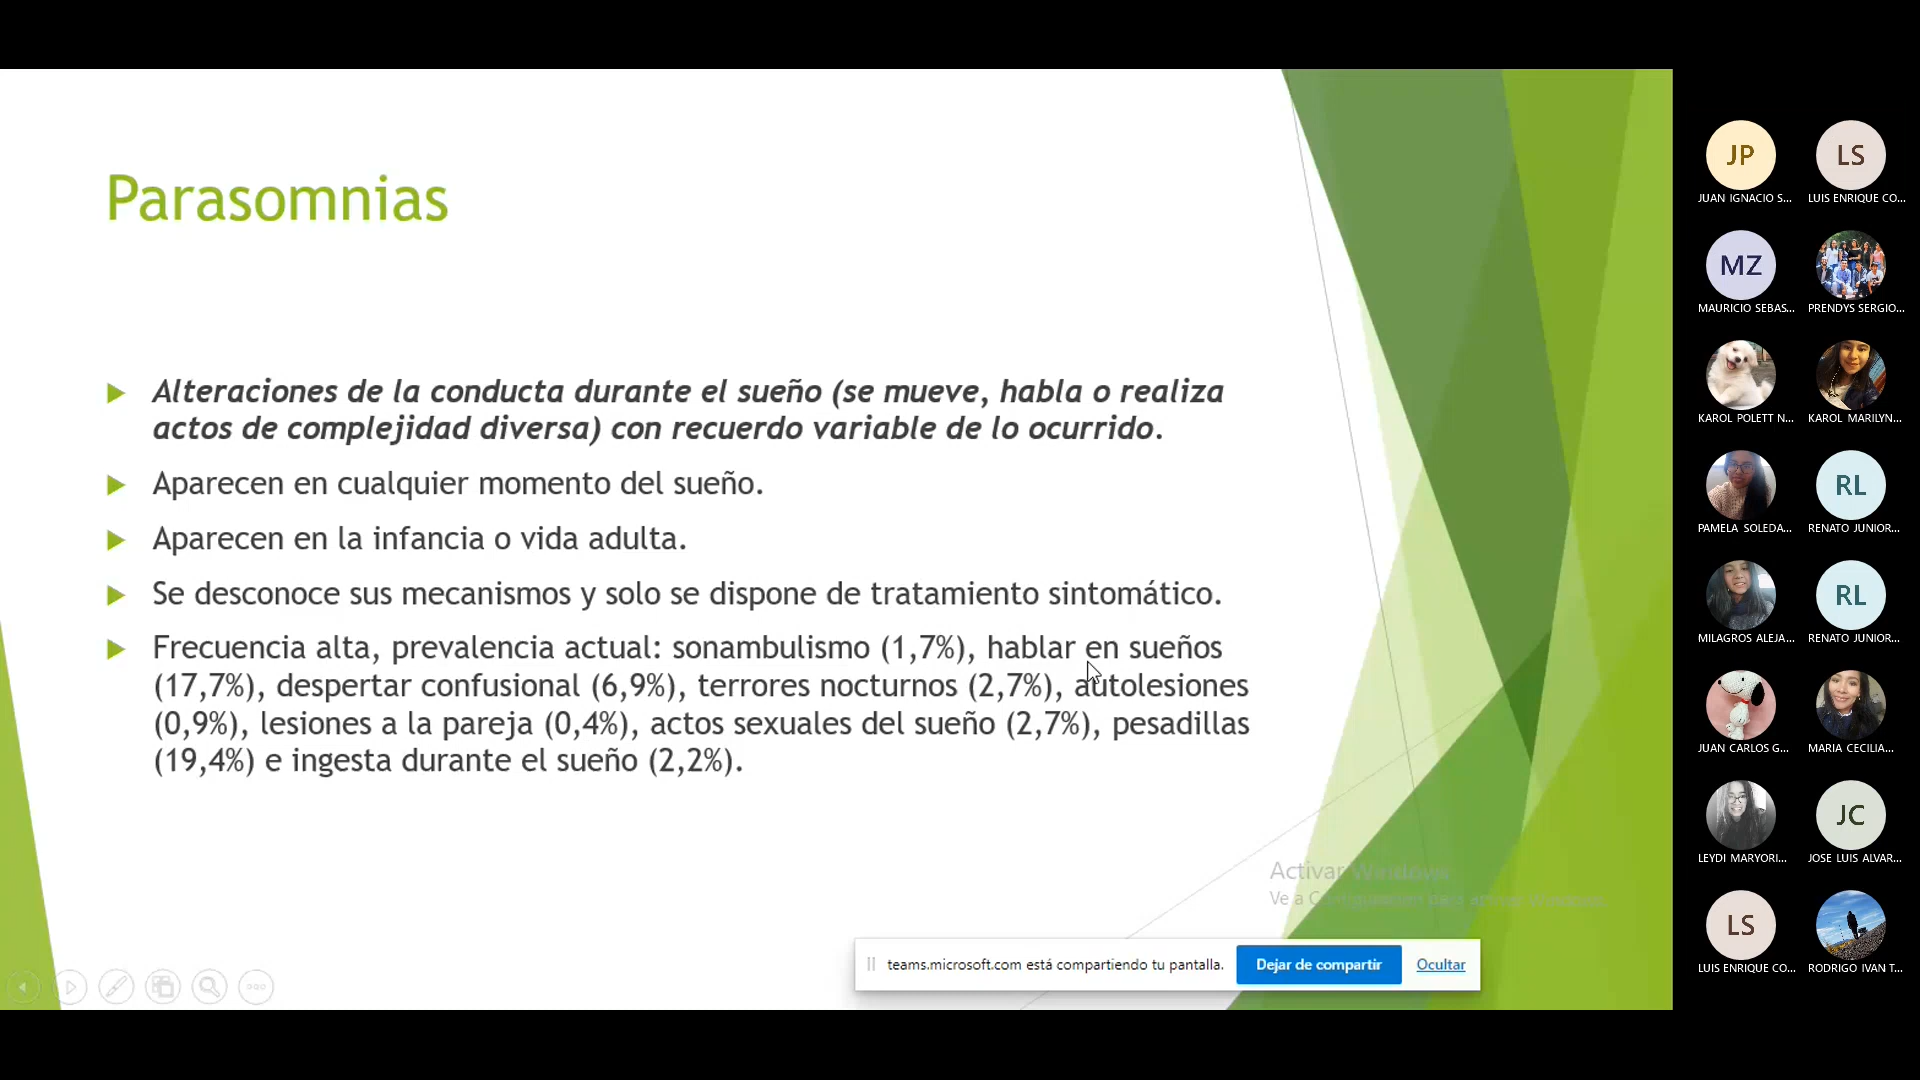 Parasomnias
Alteraciones de la conducta durante el sueño (se mueve, habla o realiza
actos de complejidad diversa) con recuerdo variable de lo ocurrido.
Aparecen en cualquier momento del sueño.
Aparecen en la infancia o vida adulta.
Se desconoce sus mecanismos y solo se dispone de tratamiento sintomático.
Frecuencia alta, prevalencia actual: sonambulismo (1,7%), hablar en sueños
(17,7%), despertar confusional (6,9%), terrores nocturnos (2,7%), autolesiones
(0,9%), lesiones a la pareja (0,4%), actos sexuales del sueño (2,7%), pesadillas
(19,4%) e ingesta durante el sueño (2,2%).
Activar Windows
Ve a Configuración para activar Windows.
teams.microsoft.com está compartiendo tu pantalla.
Dejar de compartir
Ocultar
JP
LS
JUAN IGNACIO S...
LUIS ENRIQUE CO...
MZ
MAURICIO SEBAS...
PRENDYS SERGIO...
KAROL POLETT N...
KAROL MARILYN...
RL
PAMELA SOLEDA...
RENATO JUNIOR...
RL
MILAGROS ALEJA...
RENATO JUNIOR...
JUAN CARLOS G...
MARIA CECILIA...
JC
LEYDI MARYORI...
JOSE LUIS ALVAR...
LS
LUIS ENRIQUE CO...
RODRIGO IVAN T...